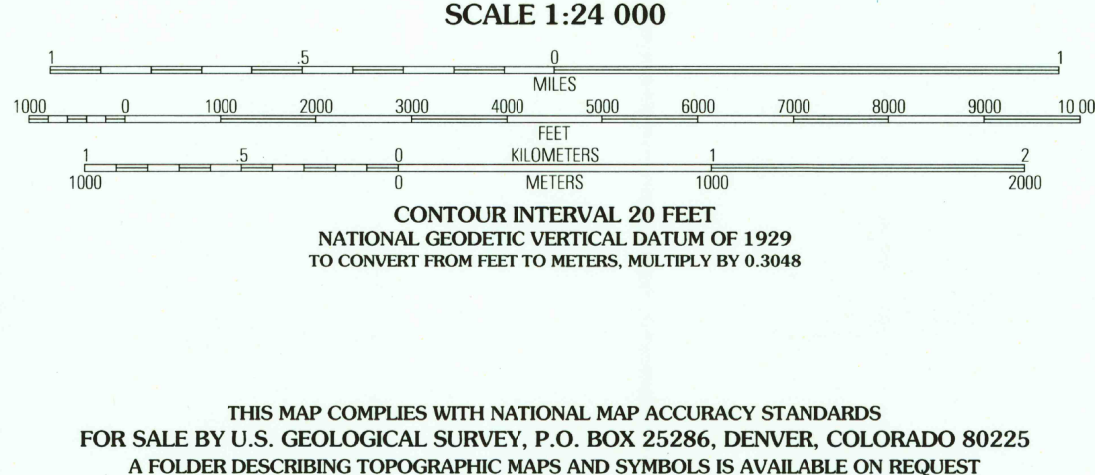 SCALE 1:24 000
1 .5 0 1
MILES
1000 0 1000 2000 3000 4000 5000 6000 7000 8000 9000 10 00
FEET
1 .5 0 KILOMETERS 1 2
1000 0 METERS 1000 2000
CONTOUR INTERVAL 20 FEET
NATIONAL GEODETIC VERTICAL DATUM OF 1929
TO CONVERT FROM FEET TO METERS, MULTIPLY BY 0.3048
THIS MAP COMPLIES WITH NATIONAL MAP ACCURACY STANDARDS
FOR SALE BY U.S. GEOLOGICAL SURVEY, P.O. BOX 25286, DENVER, COLORADO 80225
A FOLDER DESCRIBING TOPOGRAPHIC MAPS AND SYMBOLS IS AVAILABLE ON REQUEST